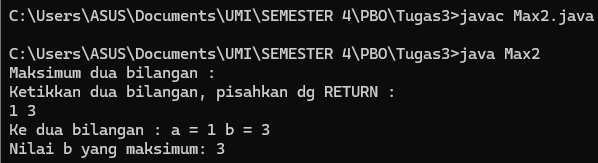 C:\Users\ASUS\Documents\UMI\SEMESTER 4\PBO\Tugas3>javac Max2.java
C:\Users\ASUS\Documents\UMI\SEMESTER 4\PBO\Tugas3>java Max2
Maksimum dua bilangan :
Ketikkan dua bilangan, pisahkan dg RETURN :
1 3
Ke dua bilangan : a = 1 b = 3
Nilai b yang maksimum: 3